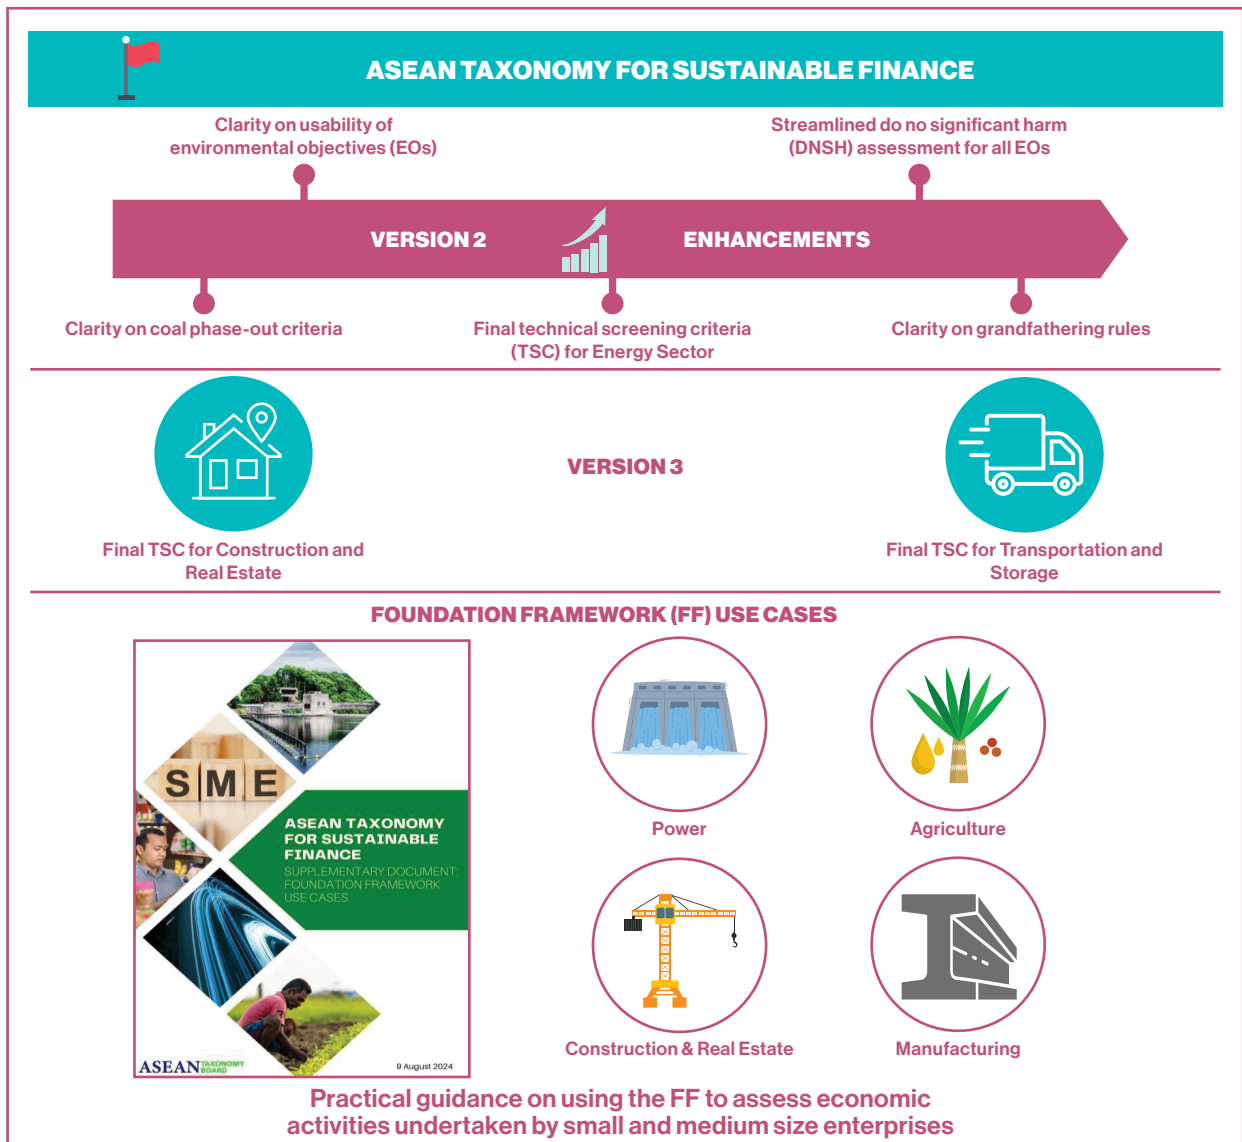 ASEAN TAXONOMY FOR SUSTAINABLE FINANCE
Clarity on usability of
environmental objectives (EOs)
Streamlined do no significant harm
(DNSH) assessment for all EOs
VERSION 2
ENHANCEMENTS
Clarity on coal phase-out criteria
Final technical screening criteria
(TSC) for Energy Sector
Clarity on grandfathering rules
VERSION 3
Final TSC for Construction and
Real Estate
Final TSC for Transportation and
Storage
FOUNDATION FRAMEWORK (FF) USE CASES
SME
ASEAN TAXONOMY
FOR SUSTAINABLE
FINANCE
SUPPLEMENTARY DOCUMENT:
FOUNDATION FRAMEWORK
USE CASES
ASEAN TAXONOMY
BOARD
9 August 2024
Power
Agriculture
Construction & Real Estate
Manufacturing
Practical guidance on using the FF to assess economic
activities undertaken by small and medium size enterprises